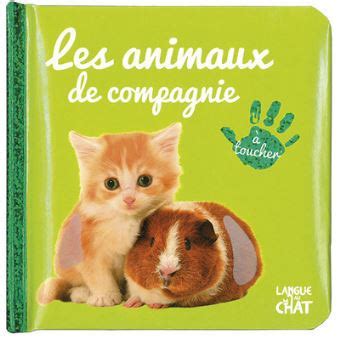 Les animaux
de compagnie
à
toucher
LANGUE
AU
CHAT